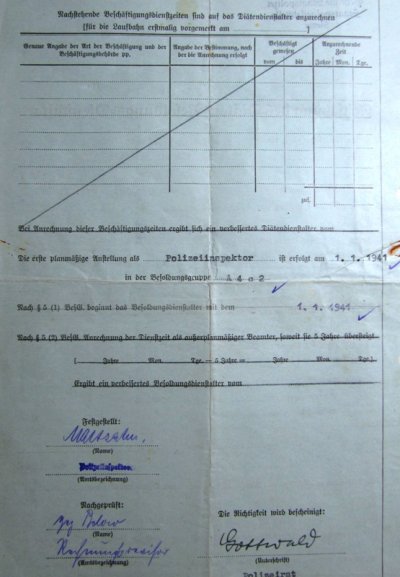 Nachstehende Beschäftigungsdienstzeiten sind auf das Diätendienstalter anzurechnen
[für die Laufbahn erstmalig vorgemerkt am ]
Genaue Angabe der Art der Beschäftigung und der Beschäftigungsbehörde pp.
Angabe der Bestimmung, nach der die Anrechnung erfolgt
Beschäftigt gewesen
vom bis
Anzurechnende Zeit
Jahre Mon. Tge.
zus.
Bei Anrechnung dieser Beschäftigungszeiten ergibt sich ein verbessertes Diätendienstalter vom
Die erste planmäßige Anstellung als Polizeiinspektor ist erfolgt am 1. 1. 1941
in der Besoldungsgruppe A 4 c 2
Nach § 5 (1) BesG. beginnt das Besoldungsdienstalter mit dem 1. 1. 1941
Nach § 5 (2) BesG. Anrechnung der Dienstzeit als außerplanmäßiger Beamter, soweit sie 5 Jahre übersteigt
( Jahre Mon. Tge. – 5 Jahre = Jahre Mon. Tge.)
Ergibt ein verbessertes Besoldungsdienstalter vom
Festgestellt:
(Name)
Polizeiinspektor.
(Amtsbezeichnung)
Nachgeprüft:
gez Below
(Name)
Rechnungsrevisor
(Amtsbezeichnung)
Die Richtigkeit wird bescheinigt:
Gottwald
(Unterschrift)
Polizeirat